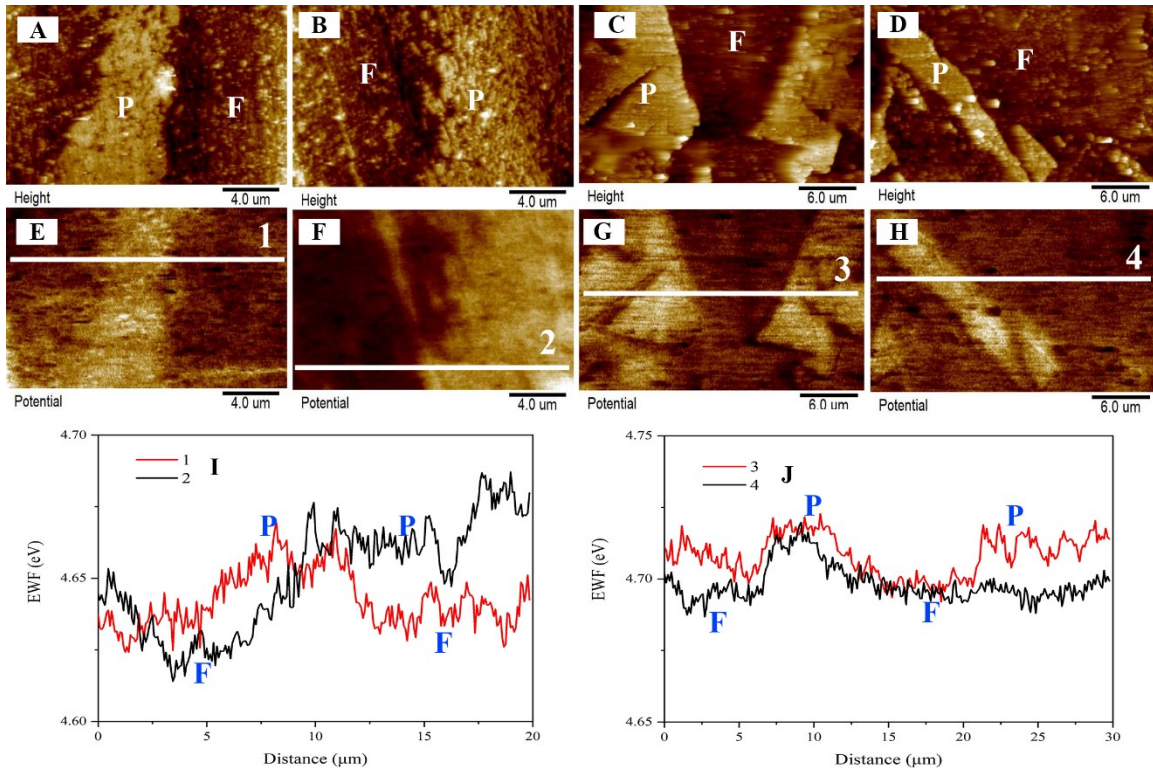 A
P
F
B
F
P
C
F
P
D
P
F
Height
4.0 um
Height
4.0 um
Height
6.0 um
Height
6.0 um
E
1
F
2
G
3
H
4
Potential
4.0 um
Potential
4.0 um
Potential
6.0 um
Potential
6.0 um
4.70
4.65
4.60
EWF (eV)
1
2
I
P
P
F
F
0
5
10
15
20
Distance (μm)
4.75
4.70
4.65
EWF (eV)
3
4
J
P
P
F
F
0
5
10
15
20
25
30
Distance (μm)